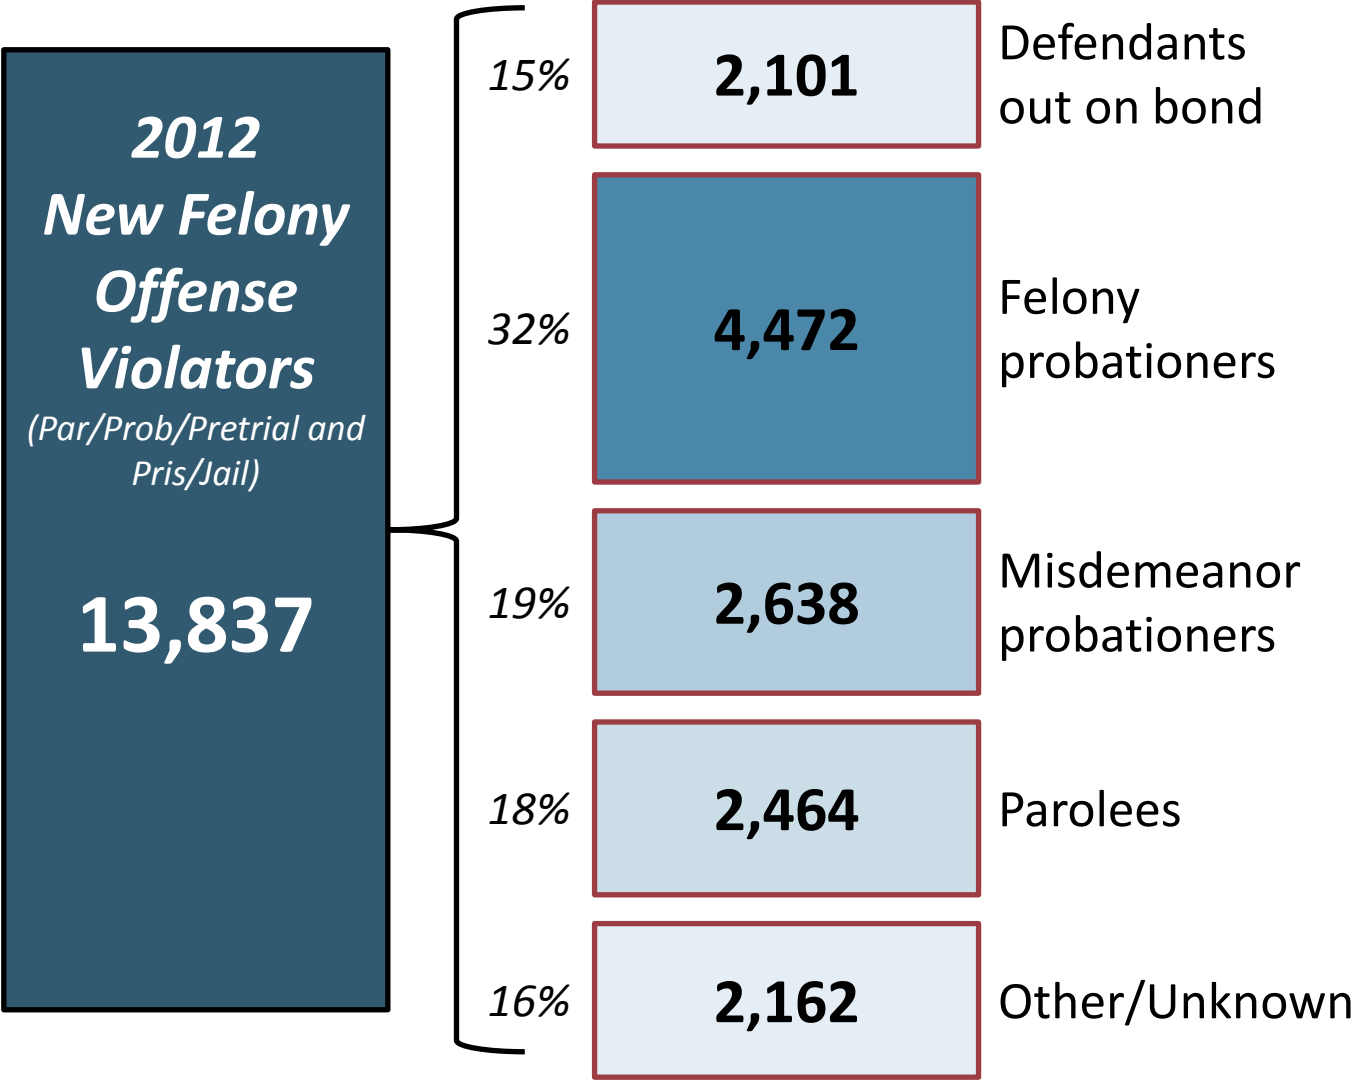 2012
New Felony
Offense
Violators
(Par/Prob/Pretrial and
Pris/Jail)
13,837
15%
2,101
Defendants
out on bond
32%
4,472
Felony
probationers
19%
2,638
Misdemeanor
probationers
18%
2,464
Parolees
16%
2,162
Other/Unknown